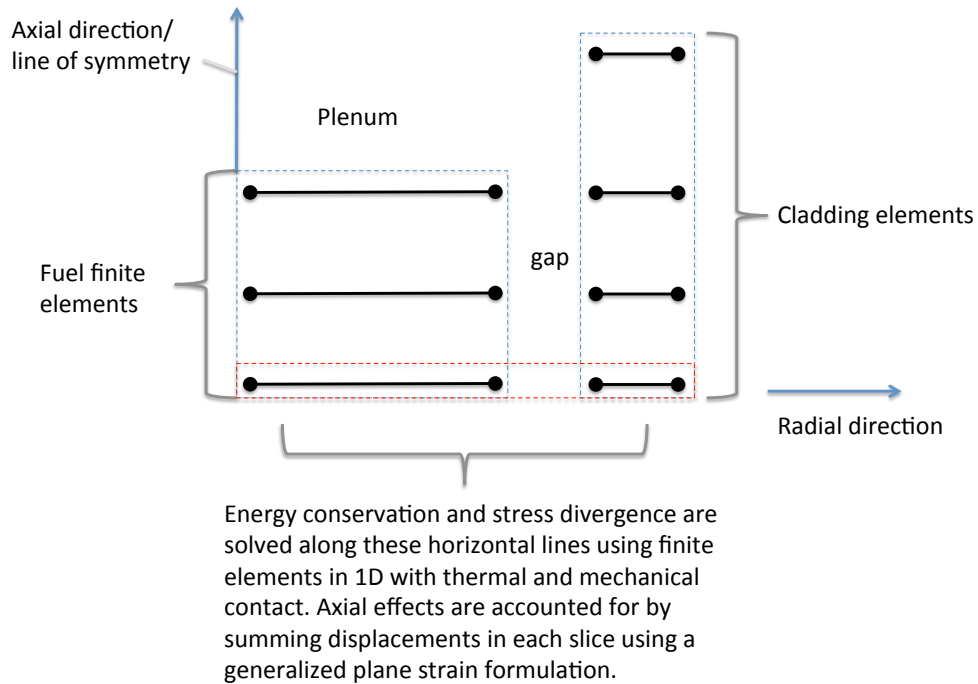 Axial direction/
line of symmetry
Plenum
Cladding elements
gap
Fuel finite
elements
Radial direction
Energy conservation and stress divergence are
solved along these horizontal lines using finite
elements in 1D with thermal and mechanical
contact. Axial effects are accounted for by
summing displacements in each slice using a
generalized plane strain formulation.